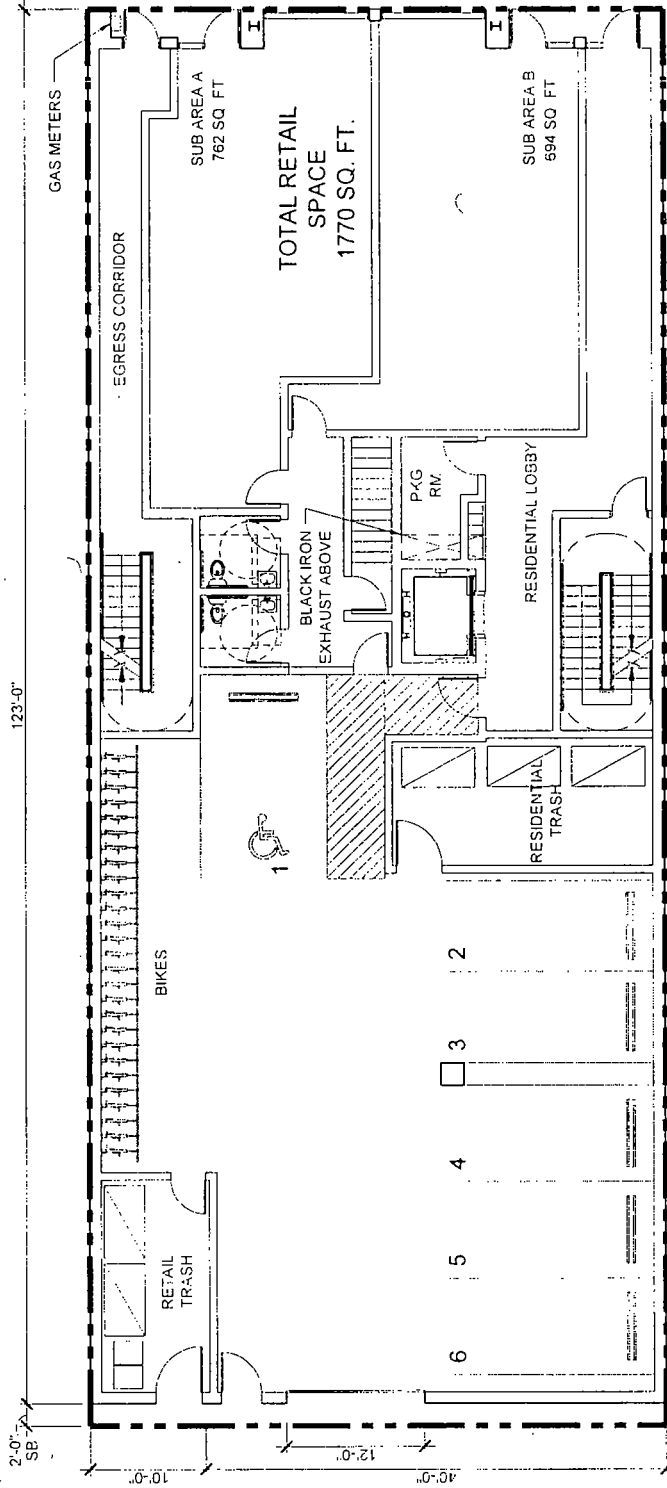 123'-0"
2'-0"
SB
10'-0"
12'-0"
40'-0"
GAS METERS
EGRESS CORRIDOR
SUB AREA A
762 SQ. FT
TOTAL RETAIL
SPACE
1770 SQ. FT.
SUB AREA B
694 SQ FT
BLACK IRON
EXHAUST ABOVE
PKG
RM.
RESIDENTIAL LOBBY
BIKES
1
RESIDENTIAL
TRASH
2
3
4
5
6
RETAIL
TRASH